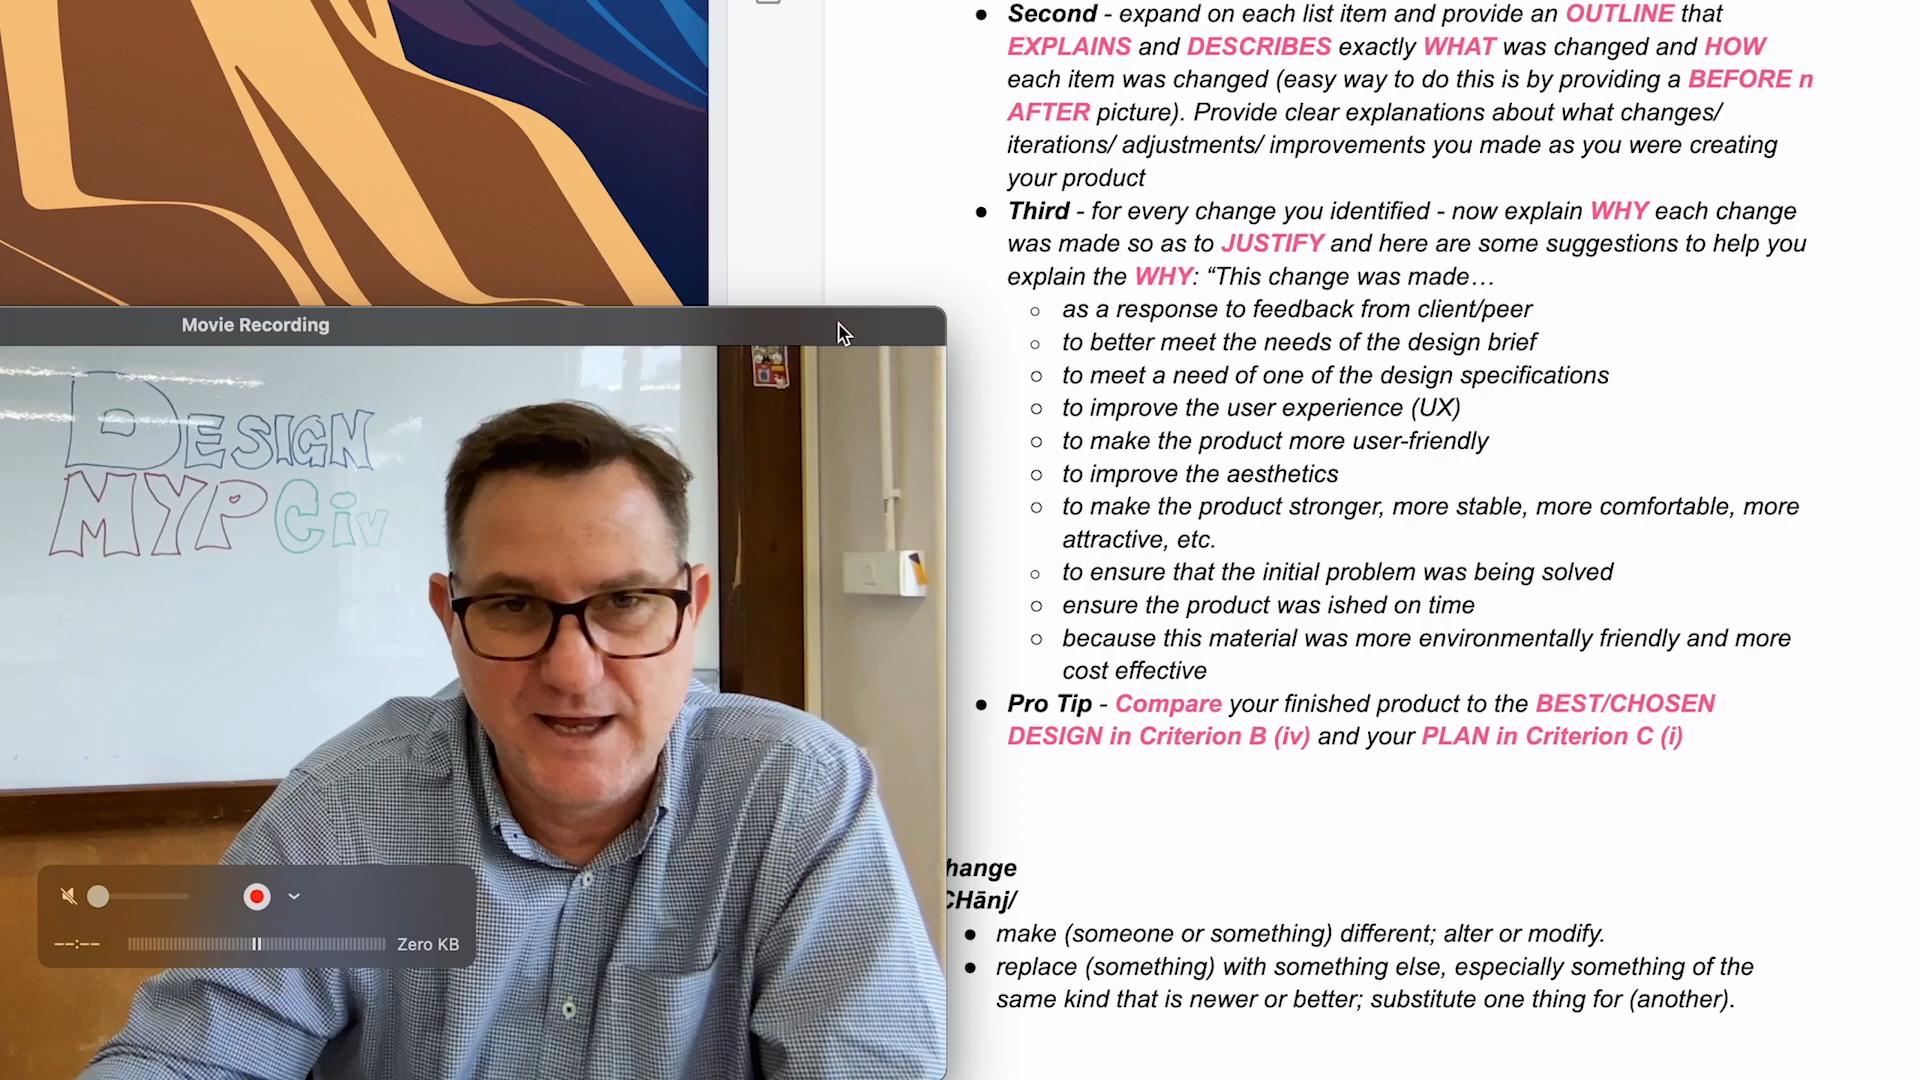 Second - expand on each list item and provide an OUTLINE that
EXPLAINS and DESCRIBES exactly WHAT was changed and HOW
each item was changed (easy way to do this is by providing a BEFORE n
AFTER picture). Provide clear explanations about what changes/
iterations/ adjustments/ improvements you made as you were creating
your product
Third - for every change you identified - now explain WHY each change
was made so as to JUSTIFY and here are some suggestions to help you
explain the WHY: “This change was made…
as a response to feedback from client/peer
to better meet the needs of the design brief
to meet a need of one of the design specifications
to improve the user experience (UX)
to make the product more user-friendly
to improve the aesthetics
to make the product stronger, more stable, more comfortable, more
attractive, etc.
to ensure that the initial problem was being solved
ensure the product was ished on time
because this material was more environmentally friendly and more
cost effective
Pro Tip - Compare your finished product to the BEST/CHOSEN
DESIGN in Criterion B (iv) and your PLAN in Criterion C (i)
hange
CHānj/
make (someone or something) different; alter or modify.
replace (something) with something else, especially something of the
same kind that is newer or better; substitute one thing for (another).
Movie Recording
DESIGN
MYP Civ
--:--
Zero KB